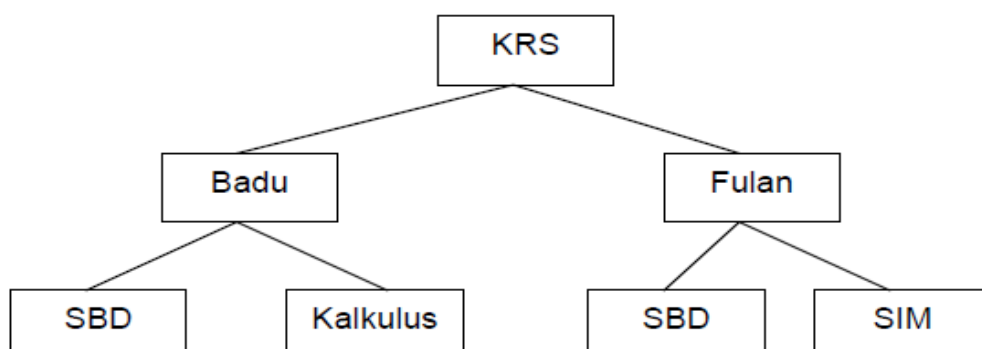 KRS
Badu
Fulan
SBD
Kalkulus
SBD
SIM